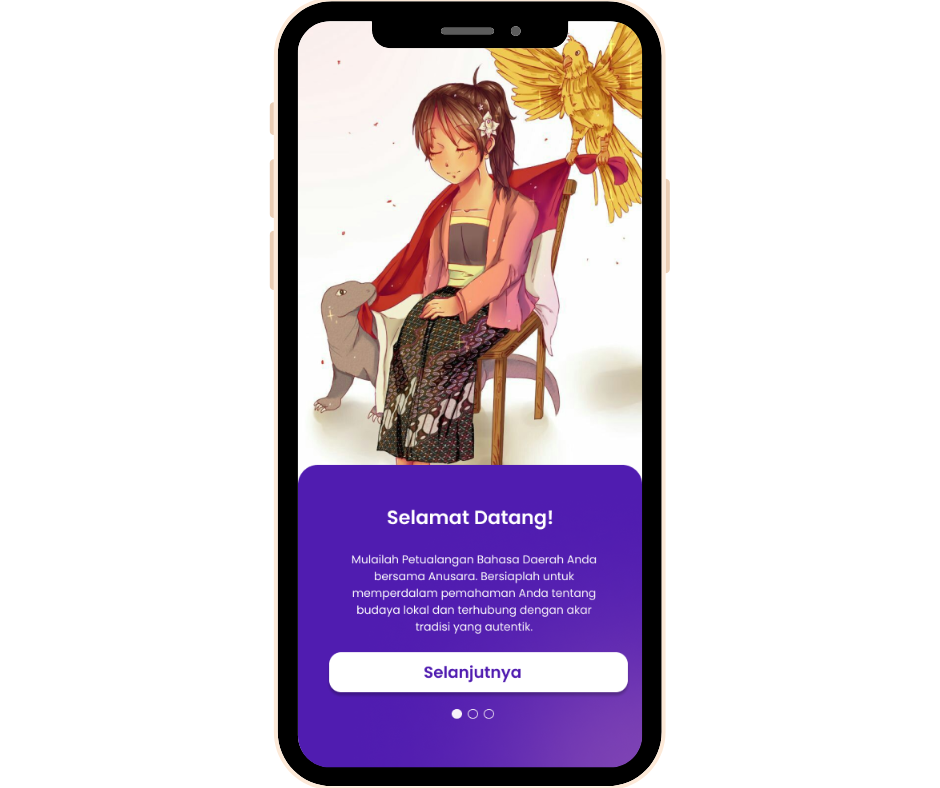 Selamat Datang!
Mulailah Petualangan Bahasa Daerah Anda
bersama Anusara. Bersiaplah untuk
memperdalam pemahaman Anda tentang
budaya lokal dan terhubung dengan akar
tradisi yang autentik.
Selanjutnya